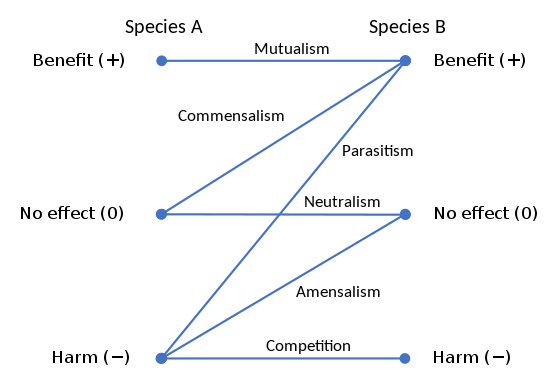 Species A
Species B
Benefit (+)
Mutualism
Benefit (+)
Commensalism
Parasitism
Neutralism
No effect (0)
No effect (0)
Amensalism
Competition
Harm (−)
Harm (−)